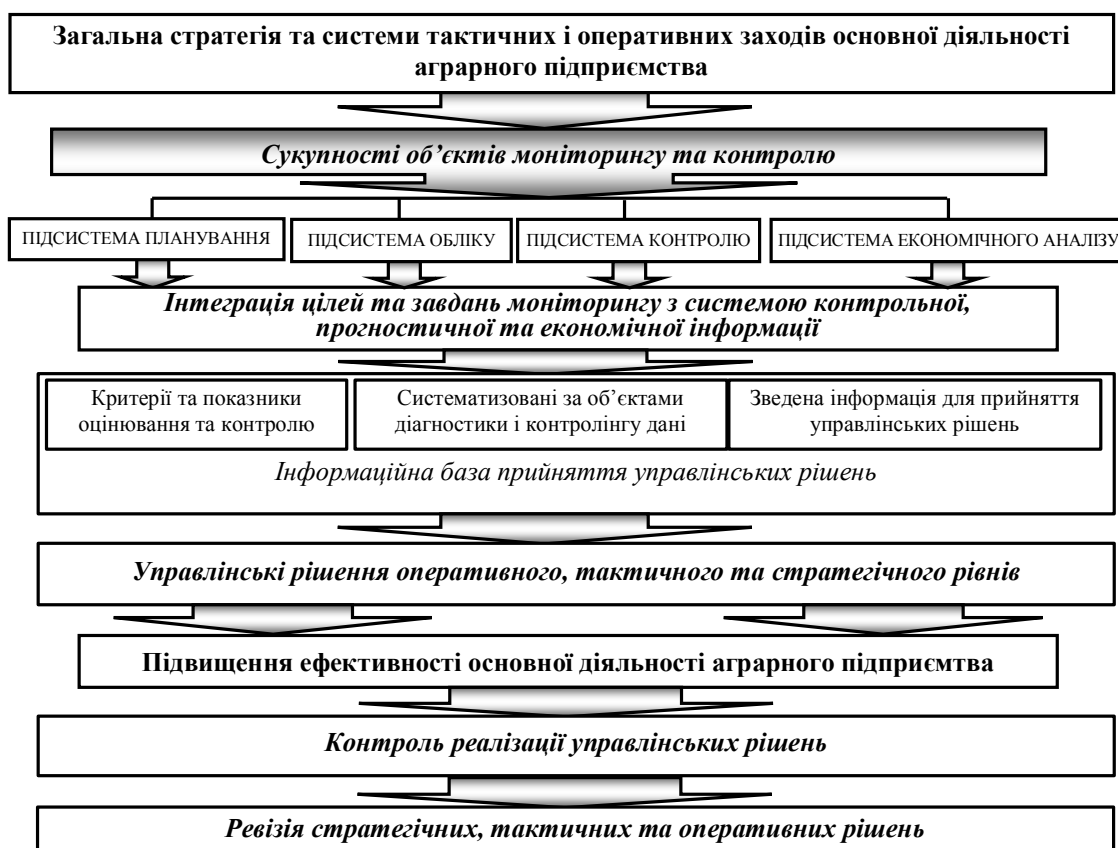 Загальна стратегія та системи тактичних і оперативних заходів основної діяльності
аграрного підприємства
Сукупності об’єктів моніторингу та контролю
ПІДСИСТЕМА ПЛАНУВАННЯ
ПІДСИСТЕМА ОБЛІКУ
ПІДСИСТЕМА КОНТРОЛЮ
ПІДСИСТЕМА ЕКОНОМІЧНОГО АНАЛІЗУ
Інтеграція цілей та завдань моніторингу з системою контрольної,
прогностичної та економічної інформації
Критерії та показники
оцінювання та контролю
Систематизовані за об’єктами
діагностики і контролінгу дані
Зведена інформація для прийняття
управлінських рішень
Інформаційна база прийняття управлінських рішень
Управлінські рішення оперативного, тактичного та стратегічного рівнів
Підвищення ефективності основної діяльності аграрного підприємтва
Контроль реалізації управлінських рішень
Ревізія стратегічних, тактичних та оперативних рішень